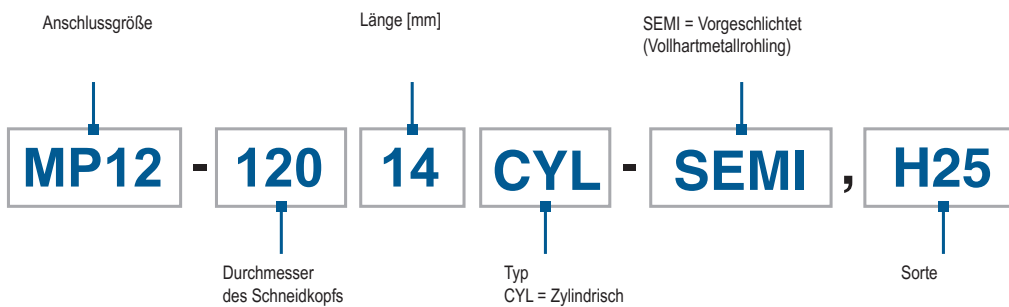 Anschlussgröße
Länge [mm]
SEMI = Vorgeschlichtet
(Vollhartmetallrohling)
MP12 - 120 14 CYL - SEMI , H25
Durchmesser
des Schneidkopfs
Typ
CYL = Zylindrisch
Sorte